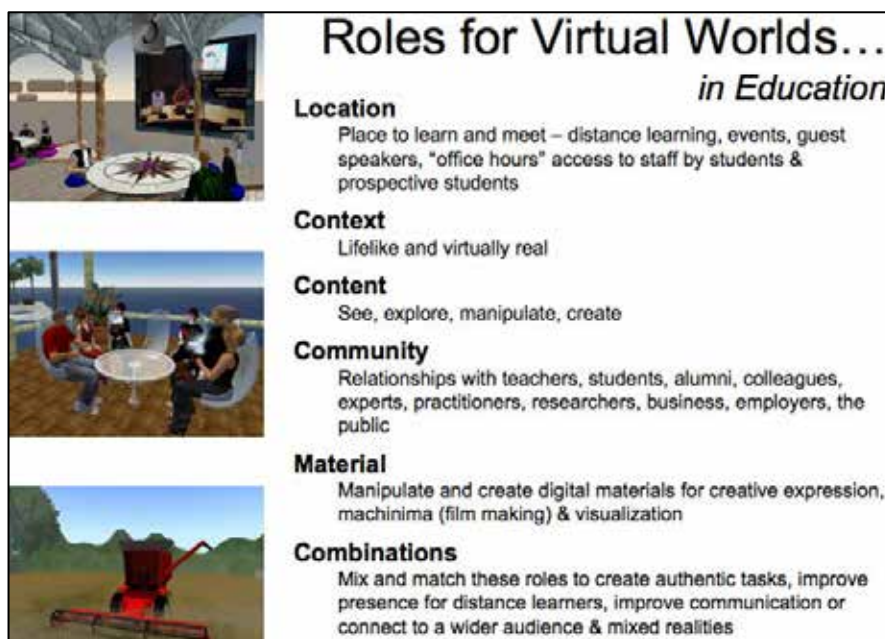 Roles for Virtual Worlds…
in Education
Location
Place to learn and meet – distance learning, events, guest
speakers, "office hours" access to staff by students &
prospective students
Context
Lifelike and virtually real
Content
See, explore, manipulate, create
Community
Relationships with teachers, students, alumni, colleagues,
experts, practitioners, researchers, business, employers, the
public
Material
Manipulate and create digital materials for creative expression,
machinima (film making) & visualization
Combinations
Mix and match these roles to create authentic tasks, improve
presence for distance learners, improve communication or
connect to a wider audience & mixed realities